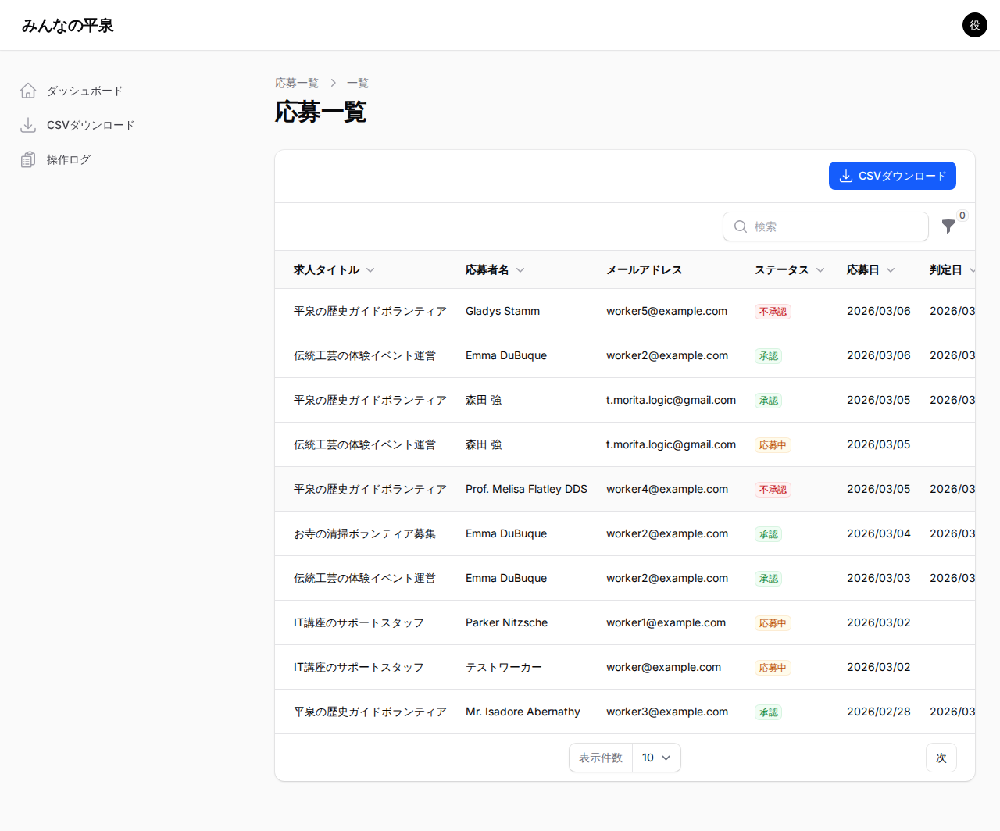 みんなの平泉
役
ダッシュボード
CSVダウンロード
操作ログ
応募一覧 一覧
応募一覧
CSVダウンロード
検索
0
求人タイトル 応募者名 メールアドレス ステータス 応募日 判定日
平泉の歴史ガイドボランティア Gladys Stamm worker5@example.com 不承認 2026/03/06 2026/03
伝統工芸の体験イベント運営 Emma DuBuque worker2@example.com 承認 2026/03/06 2026/03
平泉の歴史ガイドボランティア 森田 強 t.morita.logic@gmail.com 承認 2026/03/05 2026/03
伝統工芸の体験イベント運営 森田 強 t.morita.logic@gmail.com 応募中 2026/03/05
平泉の歴史ガイドボランティア Prof. Melisa Flatley DDS worker4@example.com 不承認 2026/03/05 2026/03
お寺の清掃ボランティア募集 Emma DuBuque worker2@example.com 承認 2026/03/04 2026/03
伝統工芸の体験イベント運営 Emma DuBuque worker2@example.com 承認 2026/03/03 2026/03
IT講座のサポートスタッフ Parker Nitzsche worker1@example.com 応募中 2026/03/02
IT講座のサポートスタッフ テストワーカー worker@example.com 応募中 2026/03/02
平泉の歴史ガイドボランティア Mr. Isadore Abernathy worker3@example.com 承認 2026/02/28 2026/03
表示件数 10 次